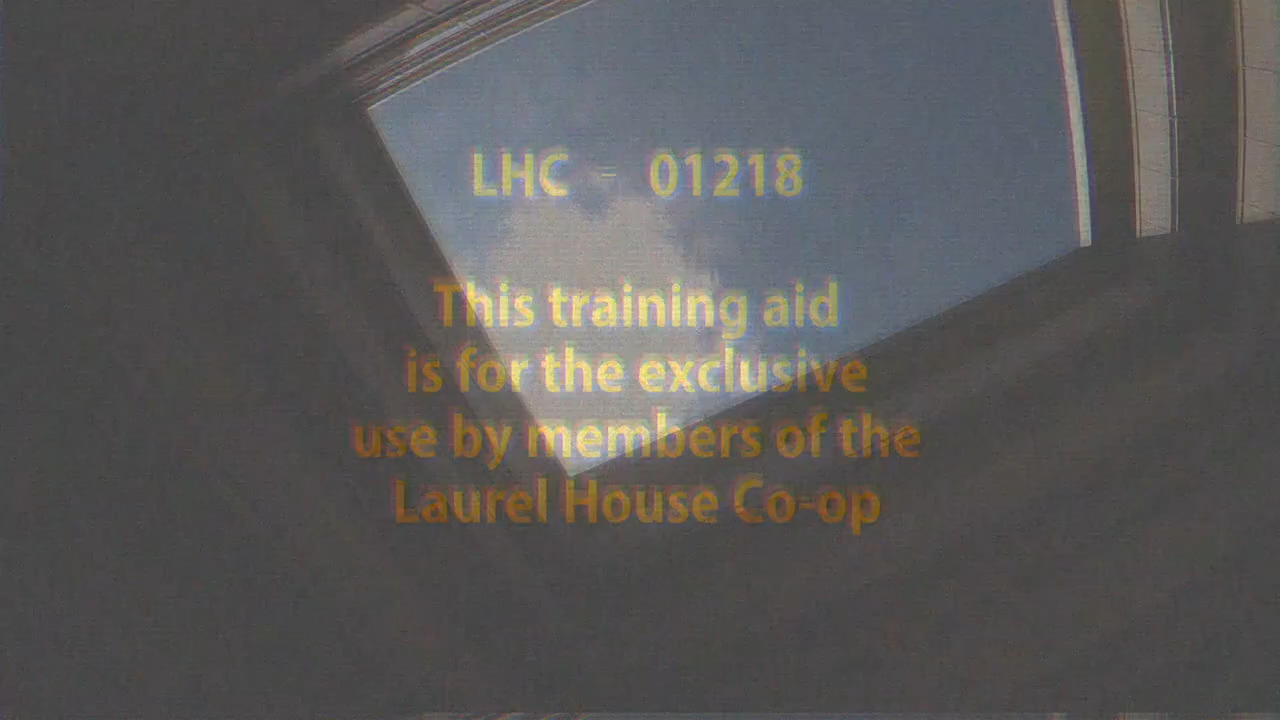 LHC - 01218
This training aid
is for the exclusive
use by members of the
Laurel House Co-op